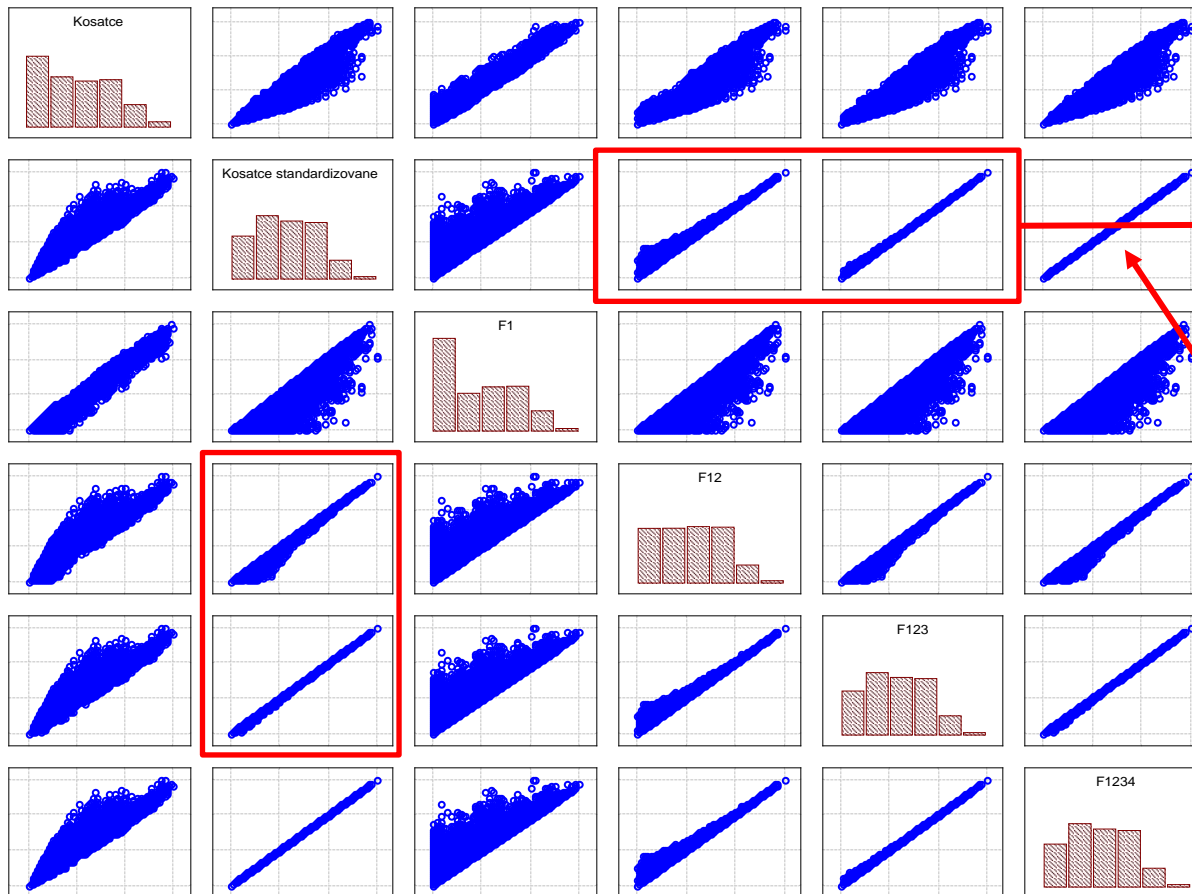 Kosatce
Kosatce standardizovane
F1
F12
F123
F1234